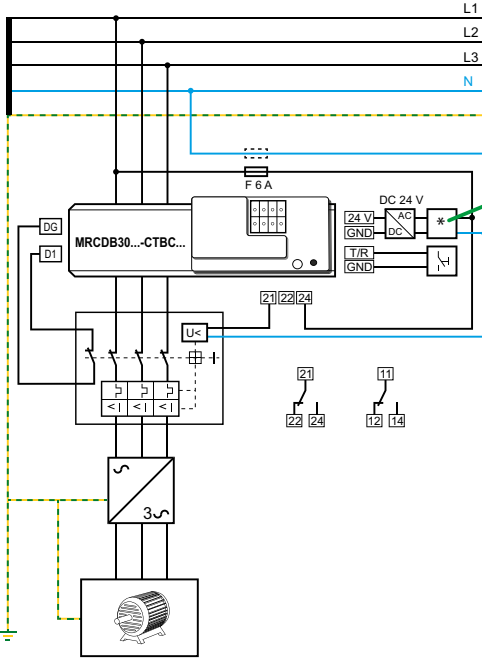 L1
L2
L3
N
F 6 A
DC 24 V
DG
24 V
AC
*
MRCDB30...-CTBC...
GND
DC
D1
T/R
GND
21 22 24
U<
I
21
11
22 24
12 14
3